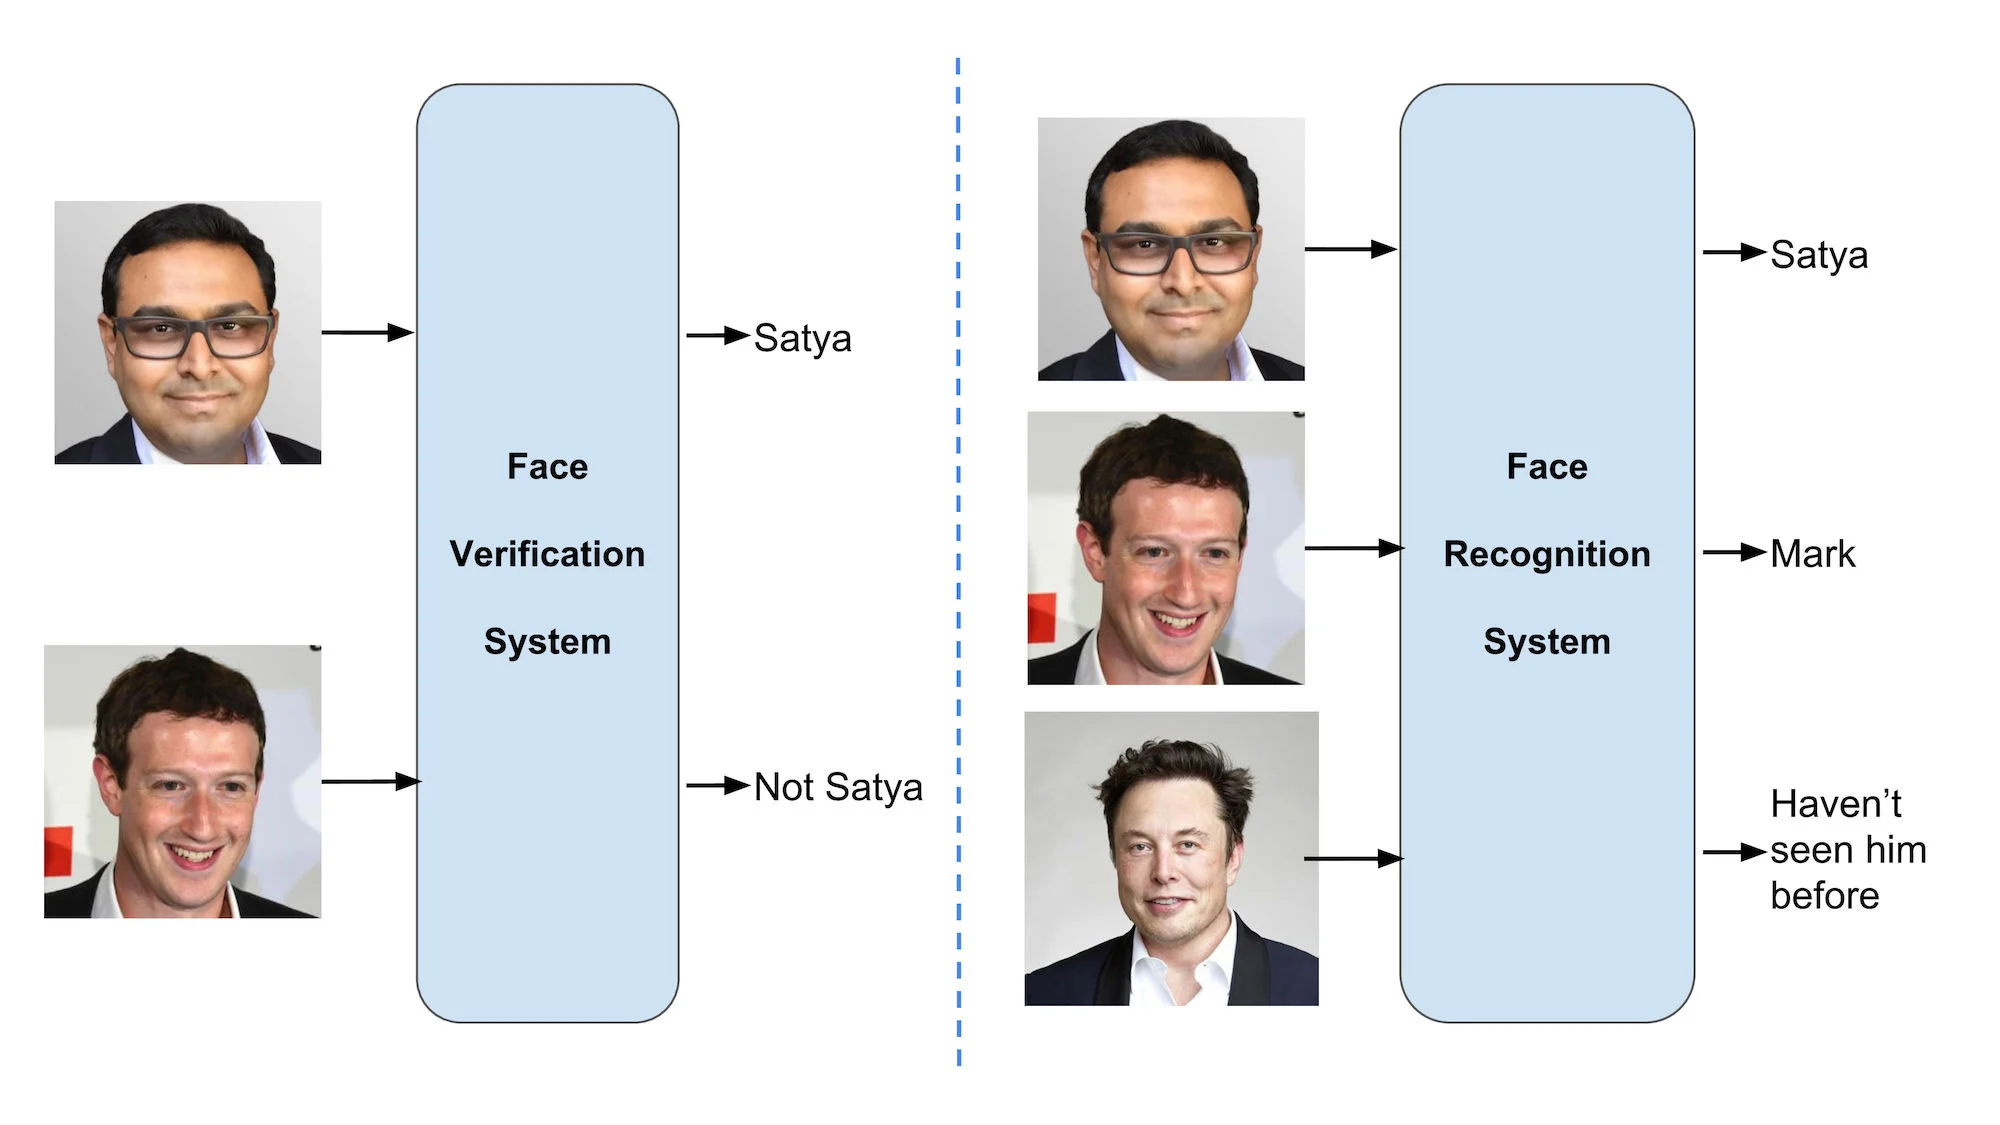 Face
Verification
System
Satya
Not Satya
Face
Recognition
System
Satya
Mark
Haven’t
seen him
before